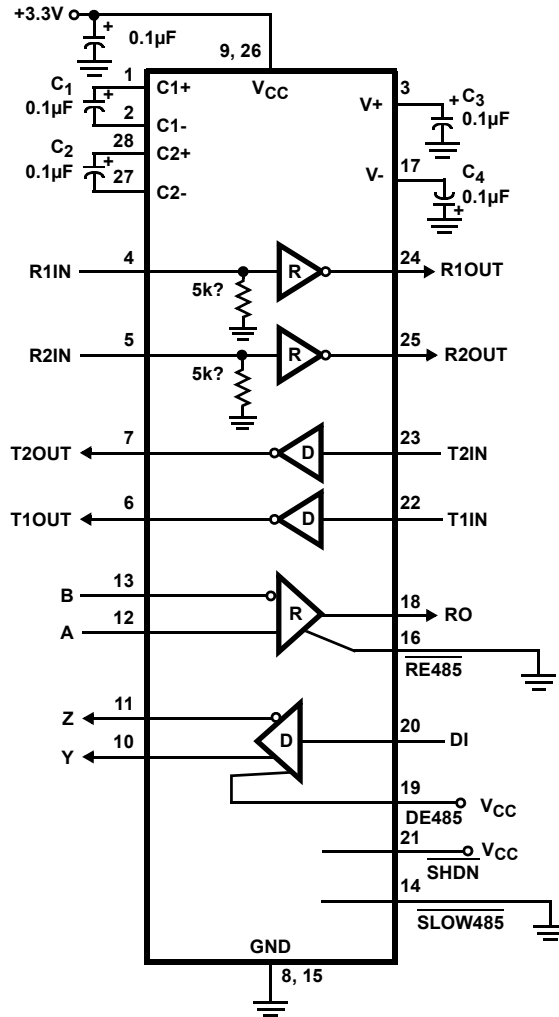 +3.3V
+
0.1µF
9, 26
VCC
C1
0.1µF
+
1
C1+
2
C1-
C2
0.1µF
+
28
C2+
27
C2-
3
V+
+
C3
0.1µF
17
V-
C4
0.1µF
+
R1IN
4
5k?
R
24
R1OUT
R2IN
5
5k?
R
25
R2OUT
T2OUT
7
D
23
T2IN
T1OUT
6
D
22
T1IN
B
13
A
12
R
18
RO
16
RE485
Z
11
Y
10
D
20
DI
19
DE485
VCC
21
SHDN
VCC
14
SLOW485
GND
8, 15